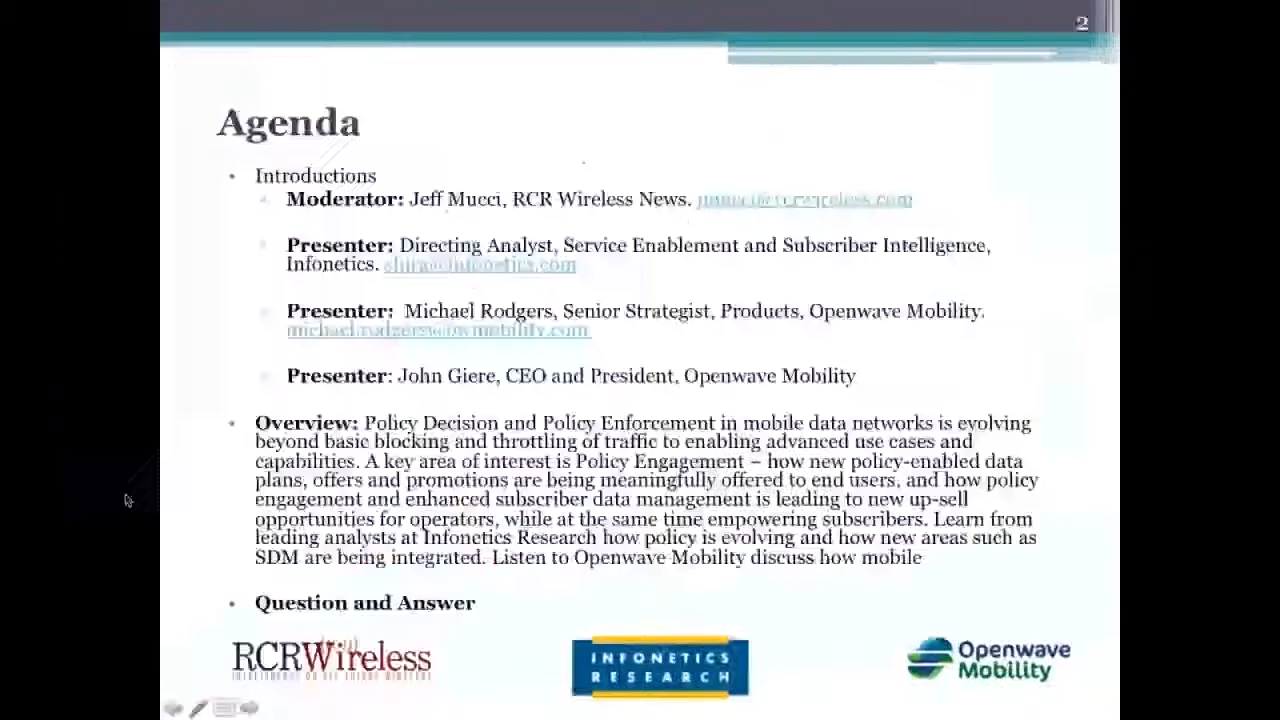 2
Agenda
• Introductions
Moderator: Jeff Mucci, RCR Wireless News.
Presenter: Directing Analyst, Service Enablement and Subscriber Intelligence,
Infonetics.
Presenter: Michael Rodgers, Senior Strategist, Products, Openwave Mobility.
Presenter: John Giere, CEO and President, Openwave Mobility
• Overview: Policy Decision and Policy Enforcement in mobile data networks is evolving
beyond basic blocking and throttling of traffic to enabling advanced use cases and
capabilities. A key area of interest is Policy Engagement – how new policy-enabled data
plans, offers and promotions are being meaningfully offered to end users, and how policy
engagement and enhanced subscriber data management is leading to new up-sell
opportunities for operators, while at the same time empowering subscribers. Learn from
leading analysts at Infonetics Research how policy is evolving and how new areas such as
SDM are being integrated. Listen to Openwave Mobility discuss how mobile
• Question and Answer
RCRWireless
INFONETICS
RESEARCH
Openwave
Mobility